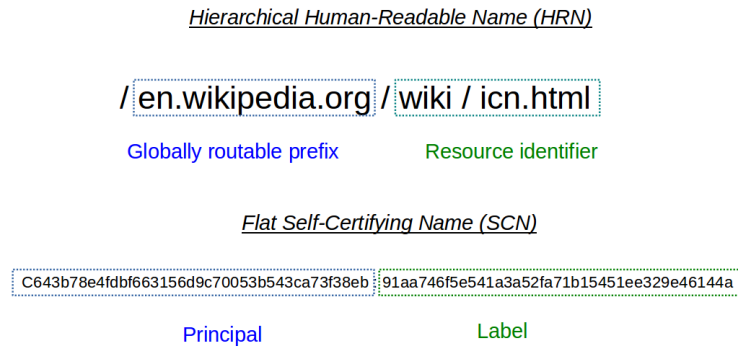 Hierarchical Human-Readable Name (HRN)
/ en.wikipedia.org / wiki / icn.html
Globally routable prefix Resource identifier
Flat Self-Certifying Name (SCN)
C643b78e4fdbf663156d9c70053b543ca73f38eb:91aa746f5e541a3a52fa71b15451ee329e46144a
Principal Label